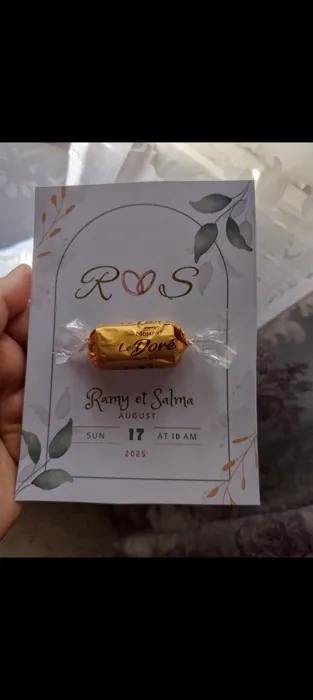 R S
Le Doré
Ramy et Salma
AUGUST
SUN 17 AT 10 AM
2025